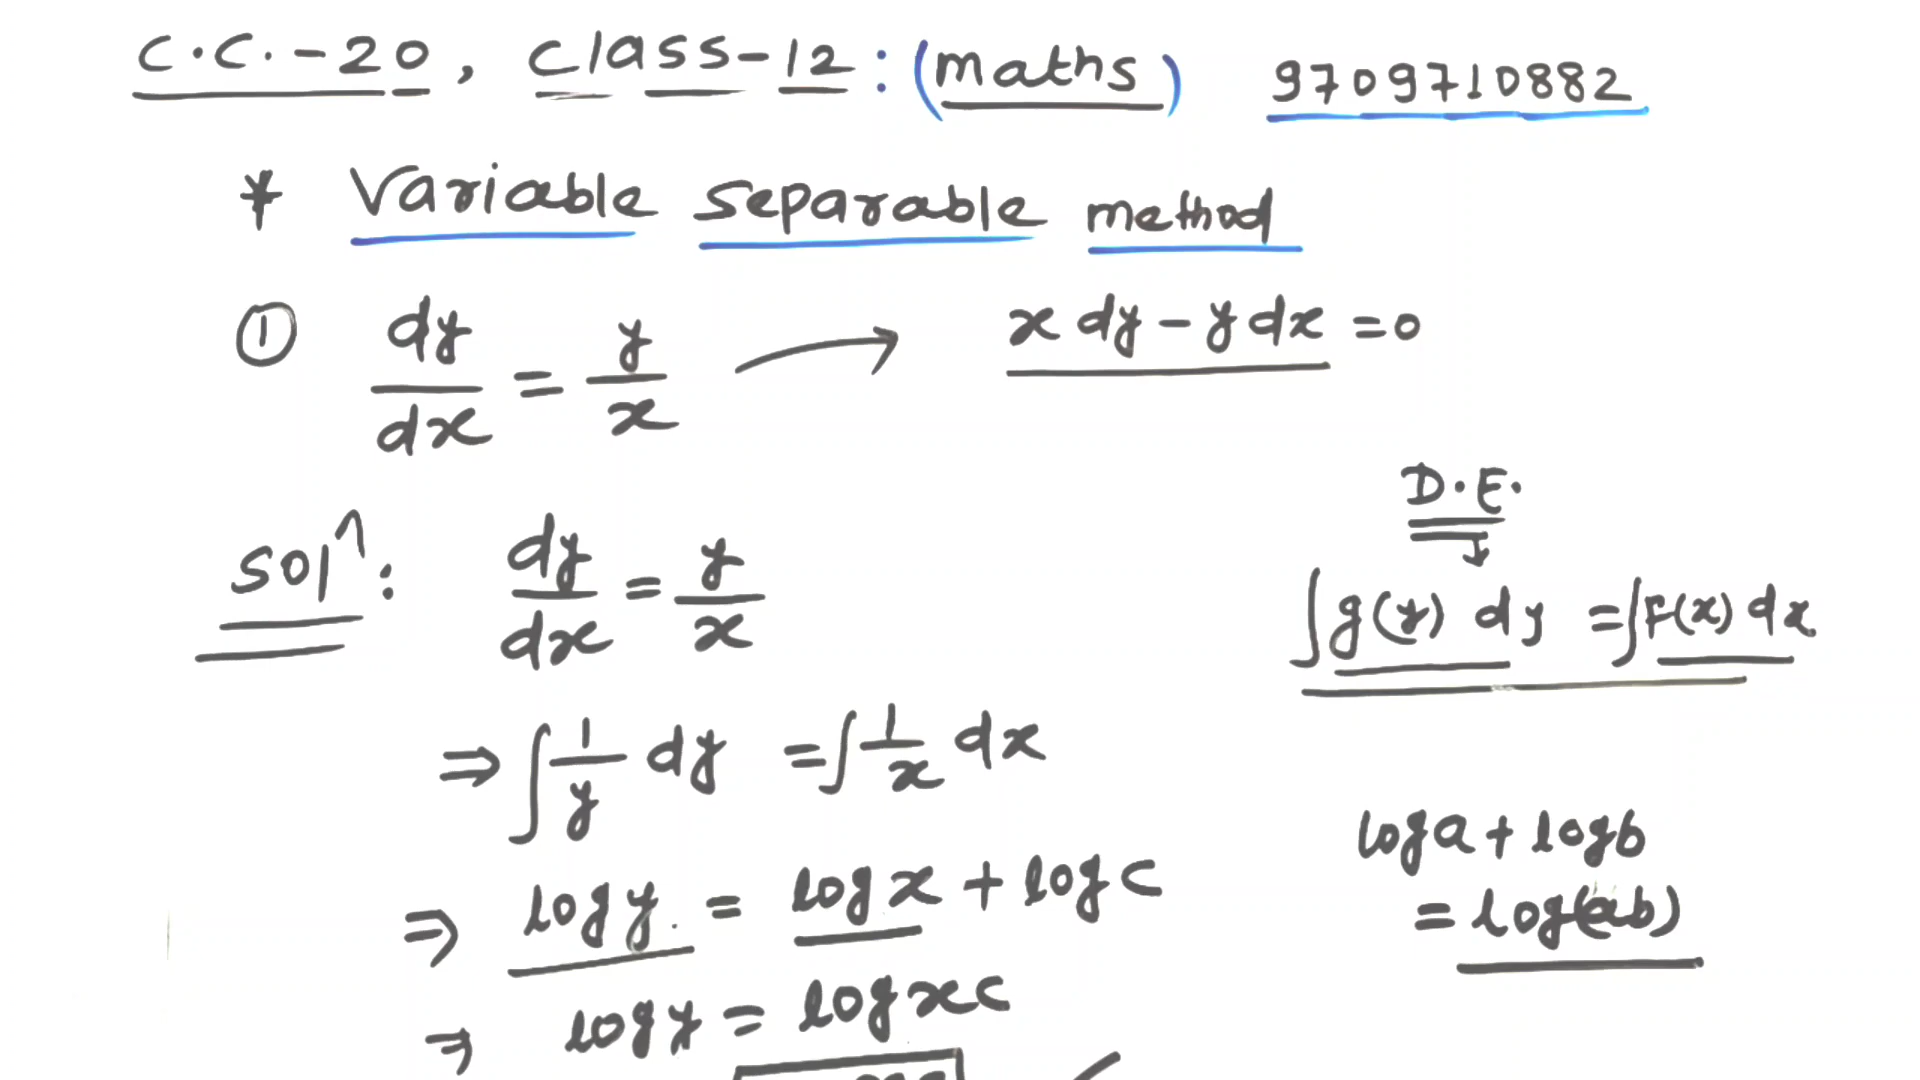 C.C.-20, Class-12: (maths) 9709710882
* Variable separable method
① dy/dx = y/x → x dy - y dx = 0
D.E.
↓
∫g(y) dy = ∫F(x) dx
Solⁿ: dy/dx = y/x
⇒ ∫ 1/y dy = ∫ 1/x dx
log a + log b
= log(ab)
⇒ log y = log x + log c
⇒ log y = log xc